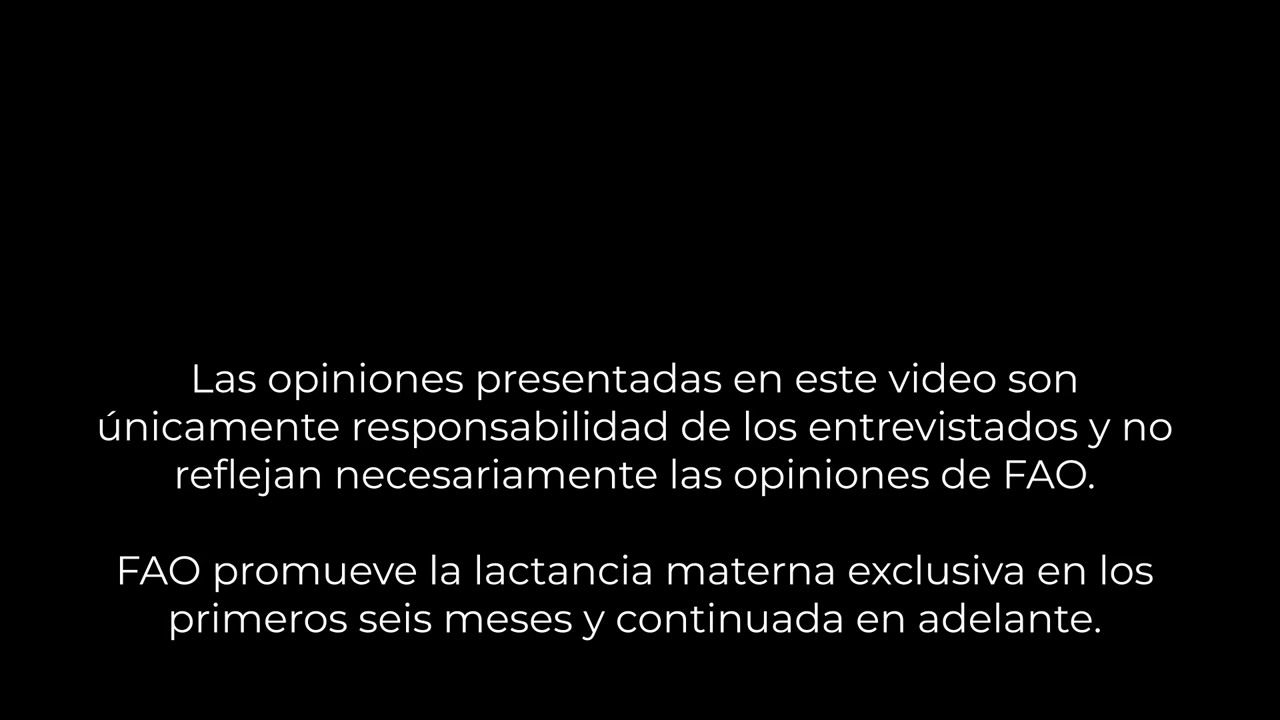 Las opiniones presentadas en este video son
únicamente responsabilidad de los entrevistados y no
reflejan necesariamente las opiniones de FAO.
FAO promueve la lactancia materna exclusiva en los
primeros seis meses y continuada en adelante.